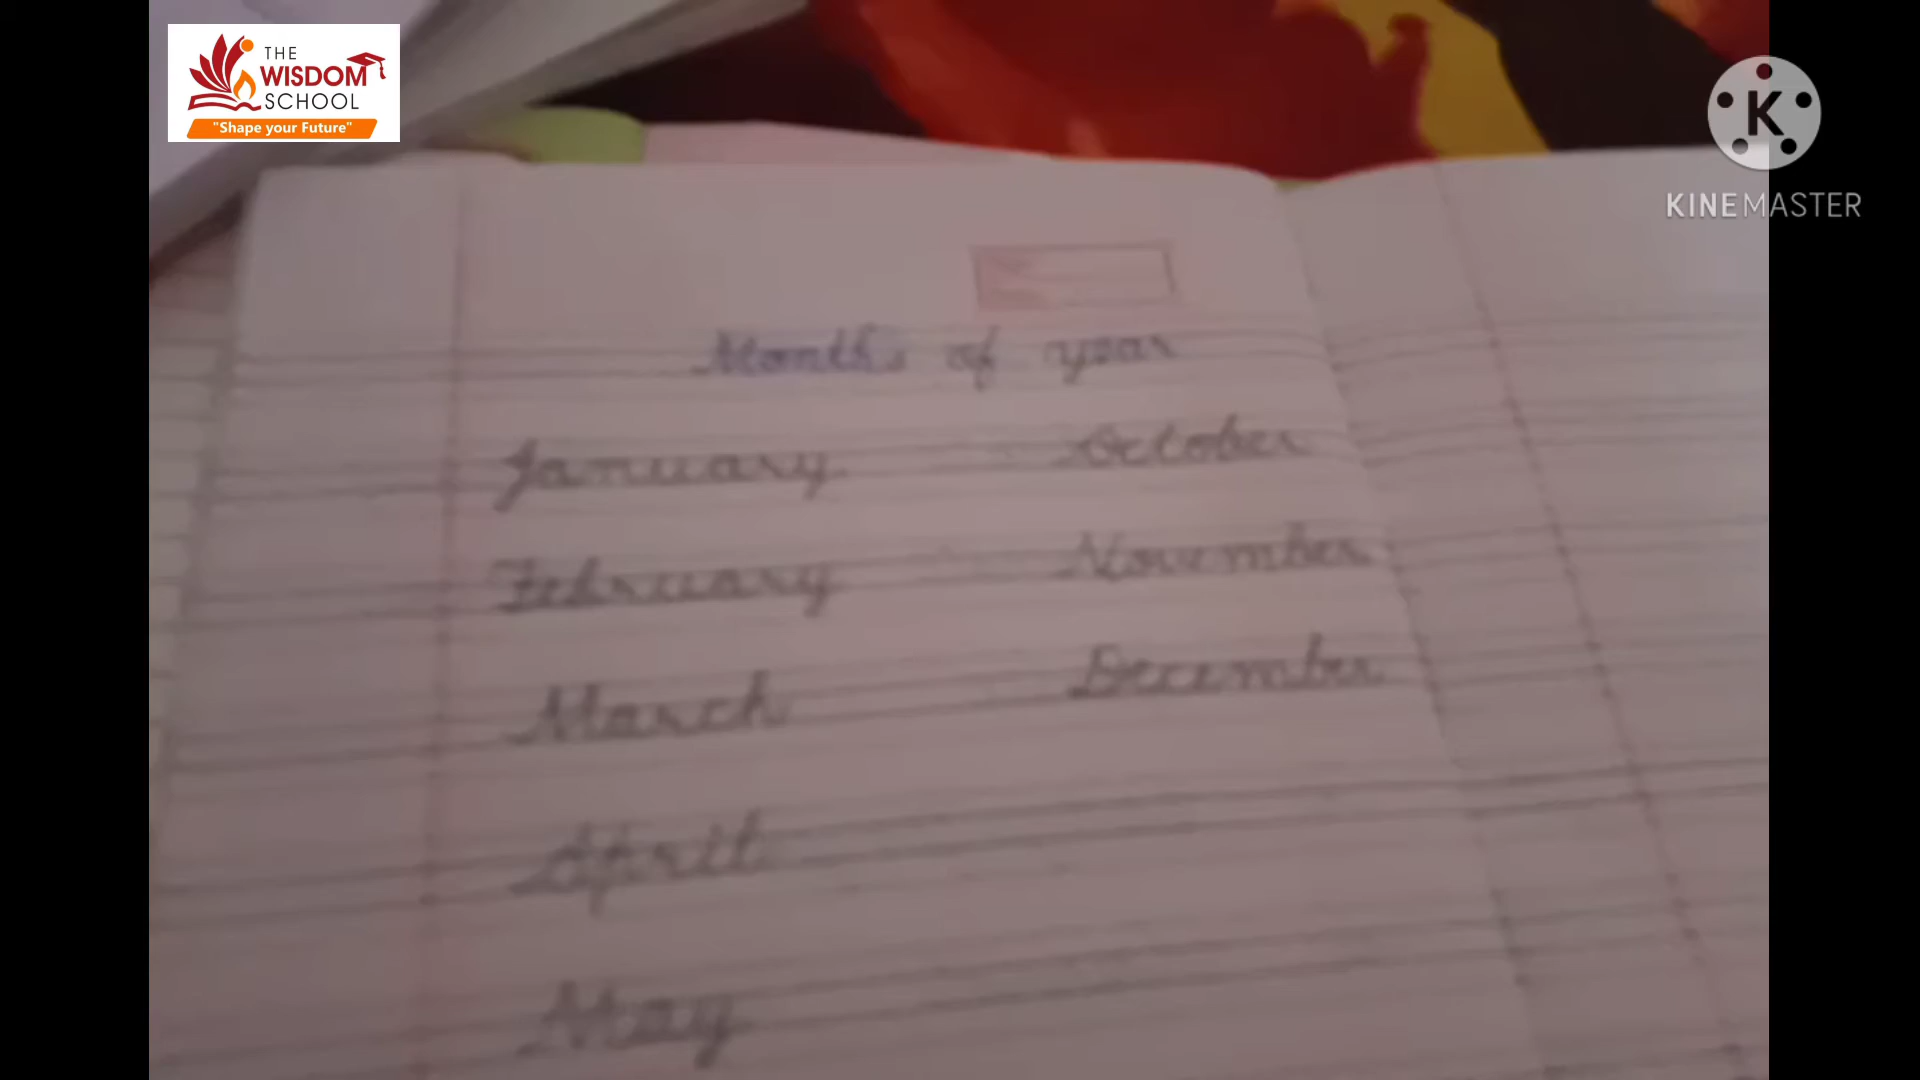 THE
WISDOM
SCHOOL
"Shape your Future"
K
KINEMASTER
Months of year
January
February
March
April
May
October
November
December